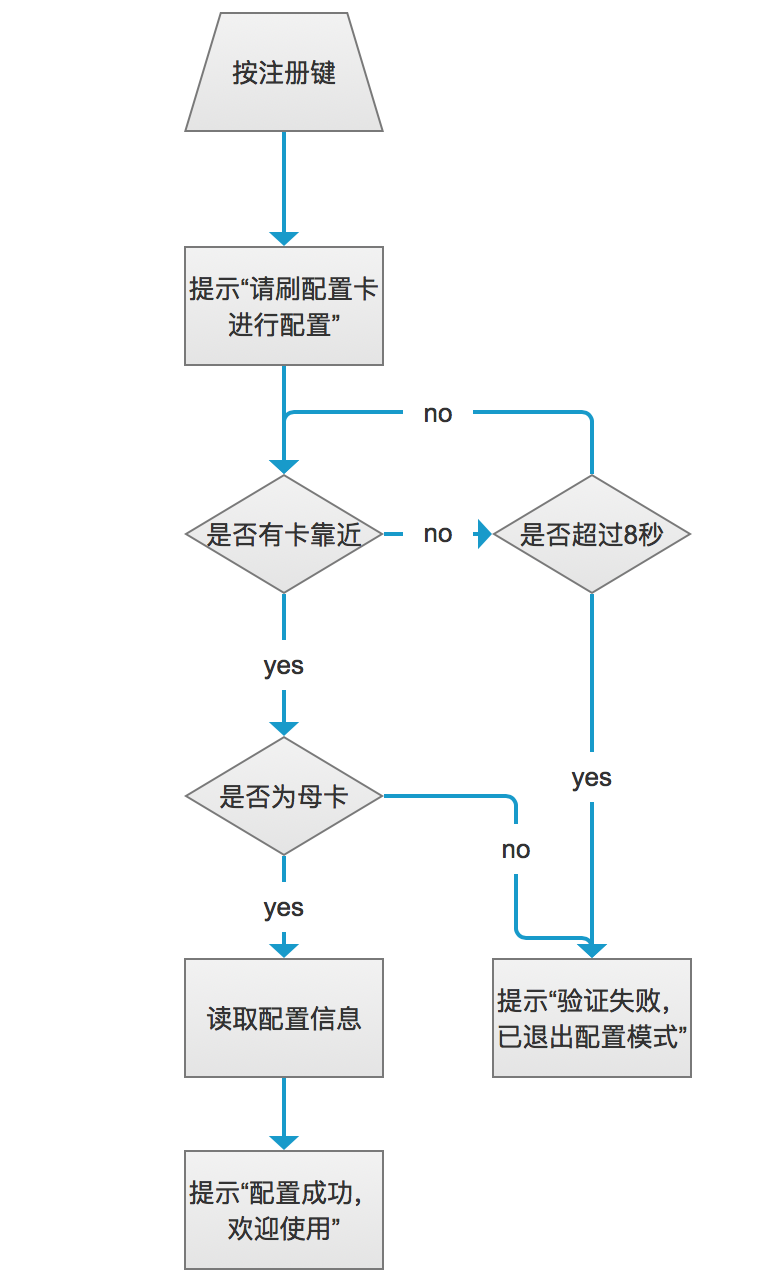 按注册键
提示“请刷配置卡
进行配置”
no
是否有卡靠近
no
是否超过8秒
yes
是否为母卡
yes
no
yes
读取配置信息
提示“验证失败，
已退出配置模式”
提示“配置成功，
欢迎使用”